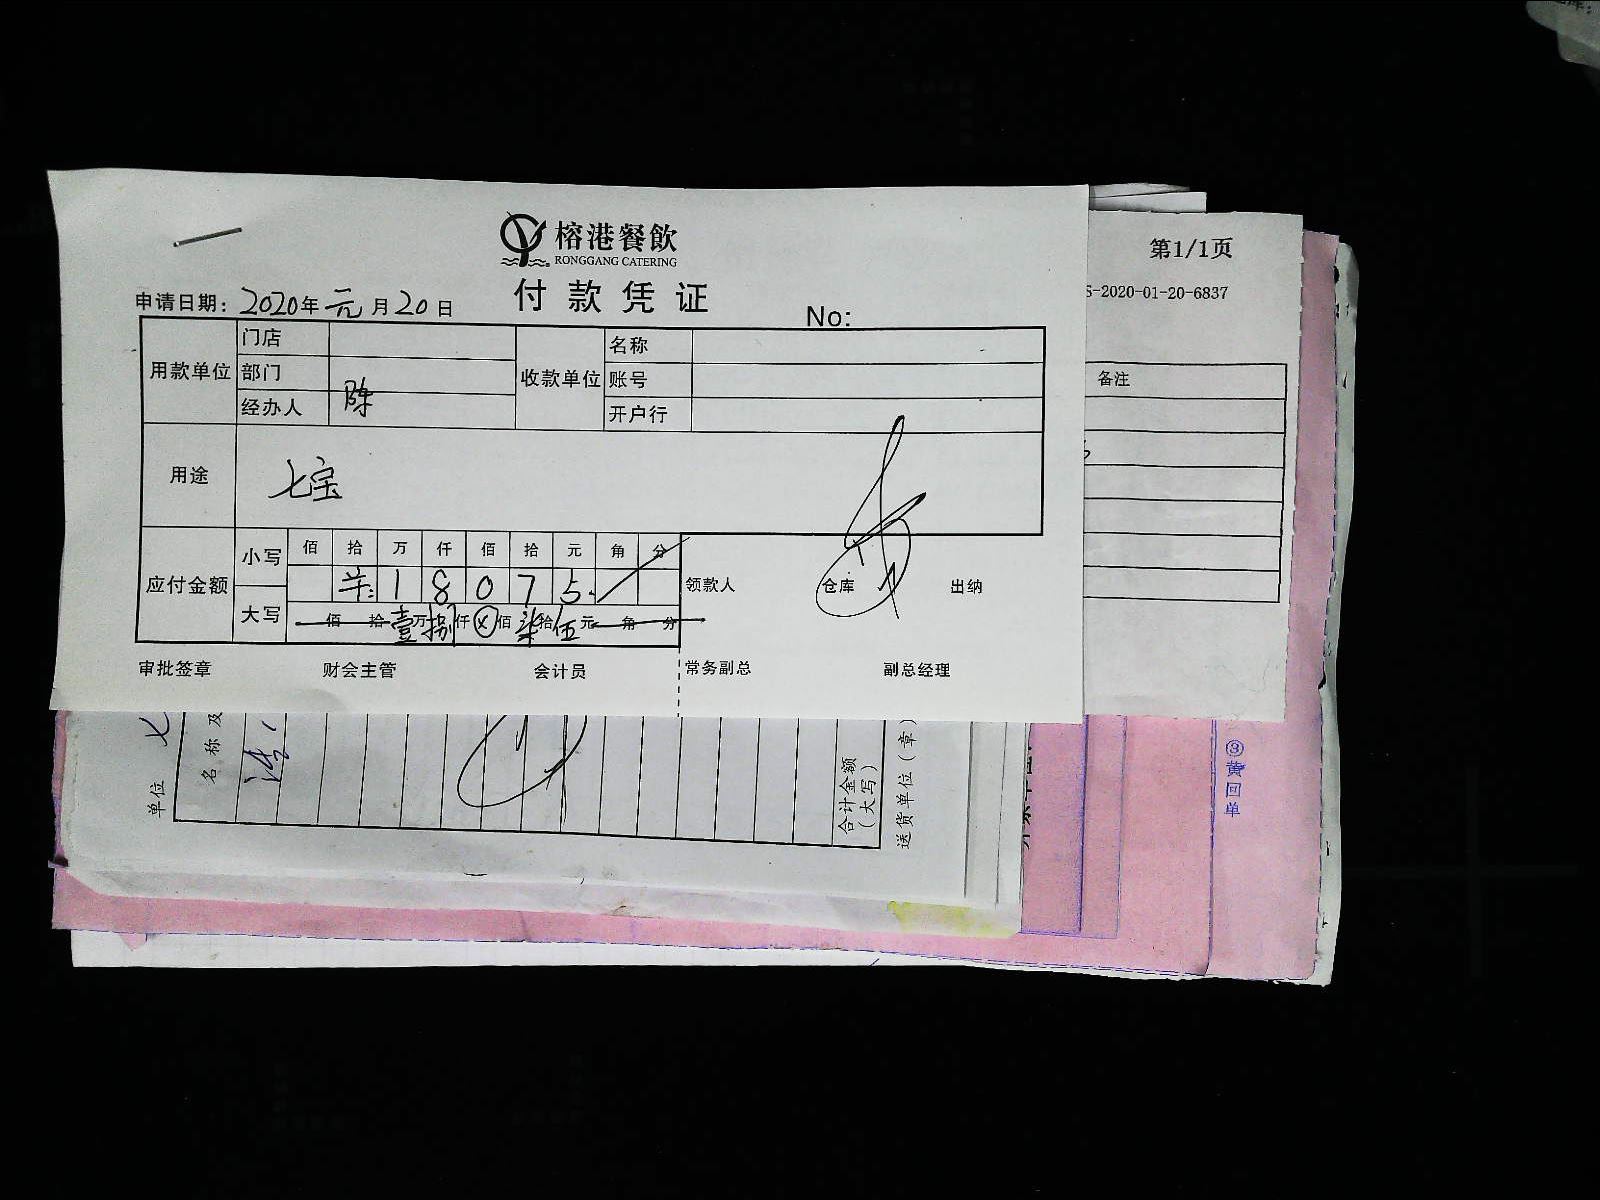 榕港餐飲
RONGGANG CATERING
付款凭证
申请日期：2020年元月20日
No:
用款单位 门店
部门
经办人 陈
收款单位 名称
账号
开户行
用途 七宝
应付金额 小写 佰 拾 万 仟 佰 拾 元 角 分
羊: 1 8 0 7 5.
大写 佰 拾壹万捌仟ⓧ佰柒拾伍元 角 分
领款人 仓库 出纳
审批签章 财会主管 会计员 常务副总 副总经理
第1/1页
S-2020-01-20-6837
备注
单位 七
名称及
合计金额
（大写）
送货单位（章）
③黄回单